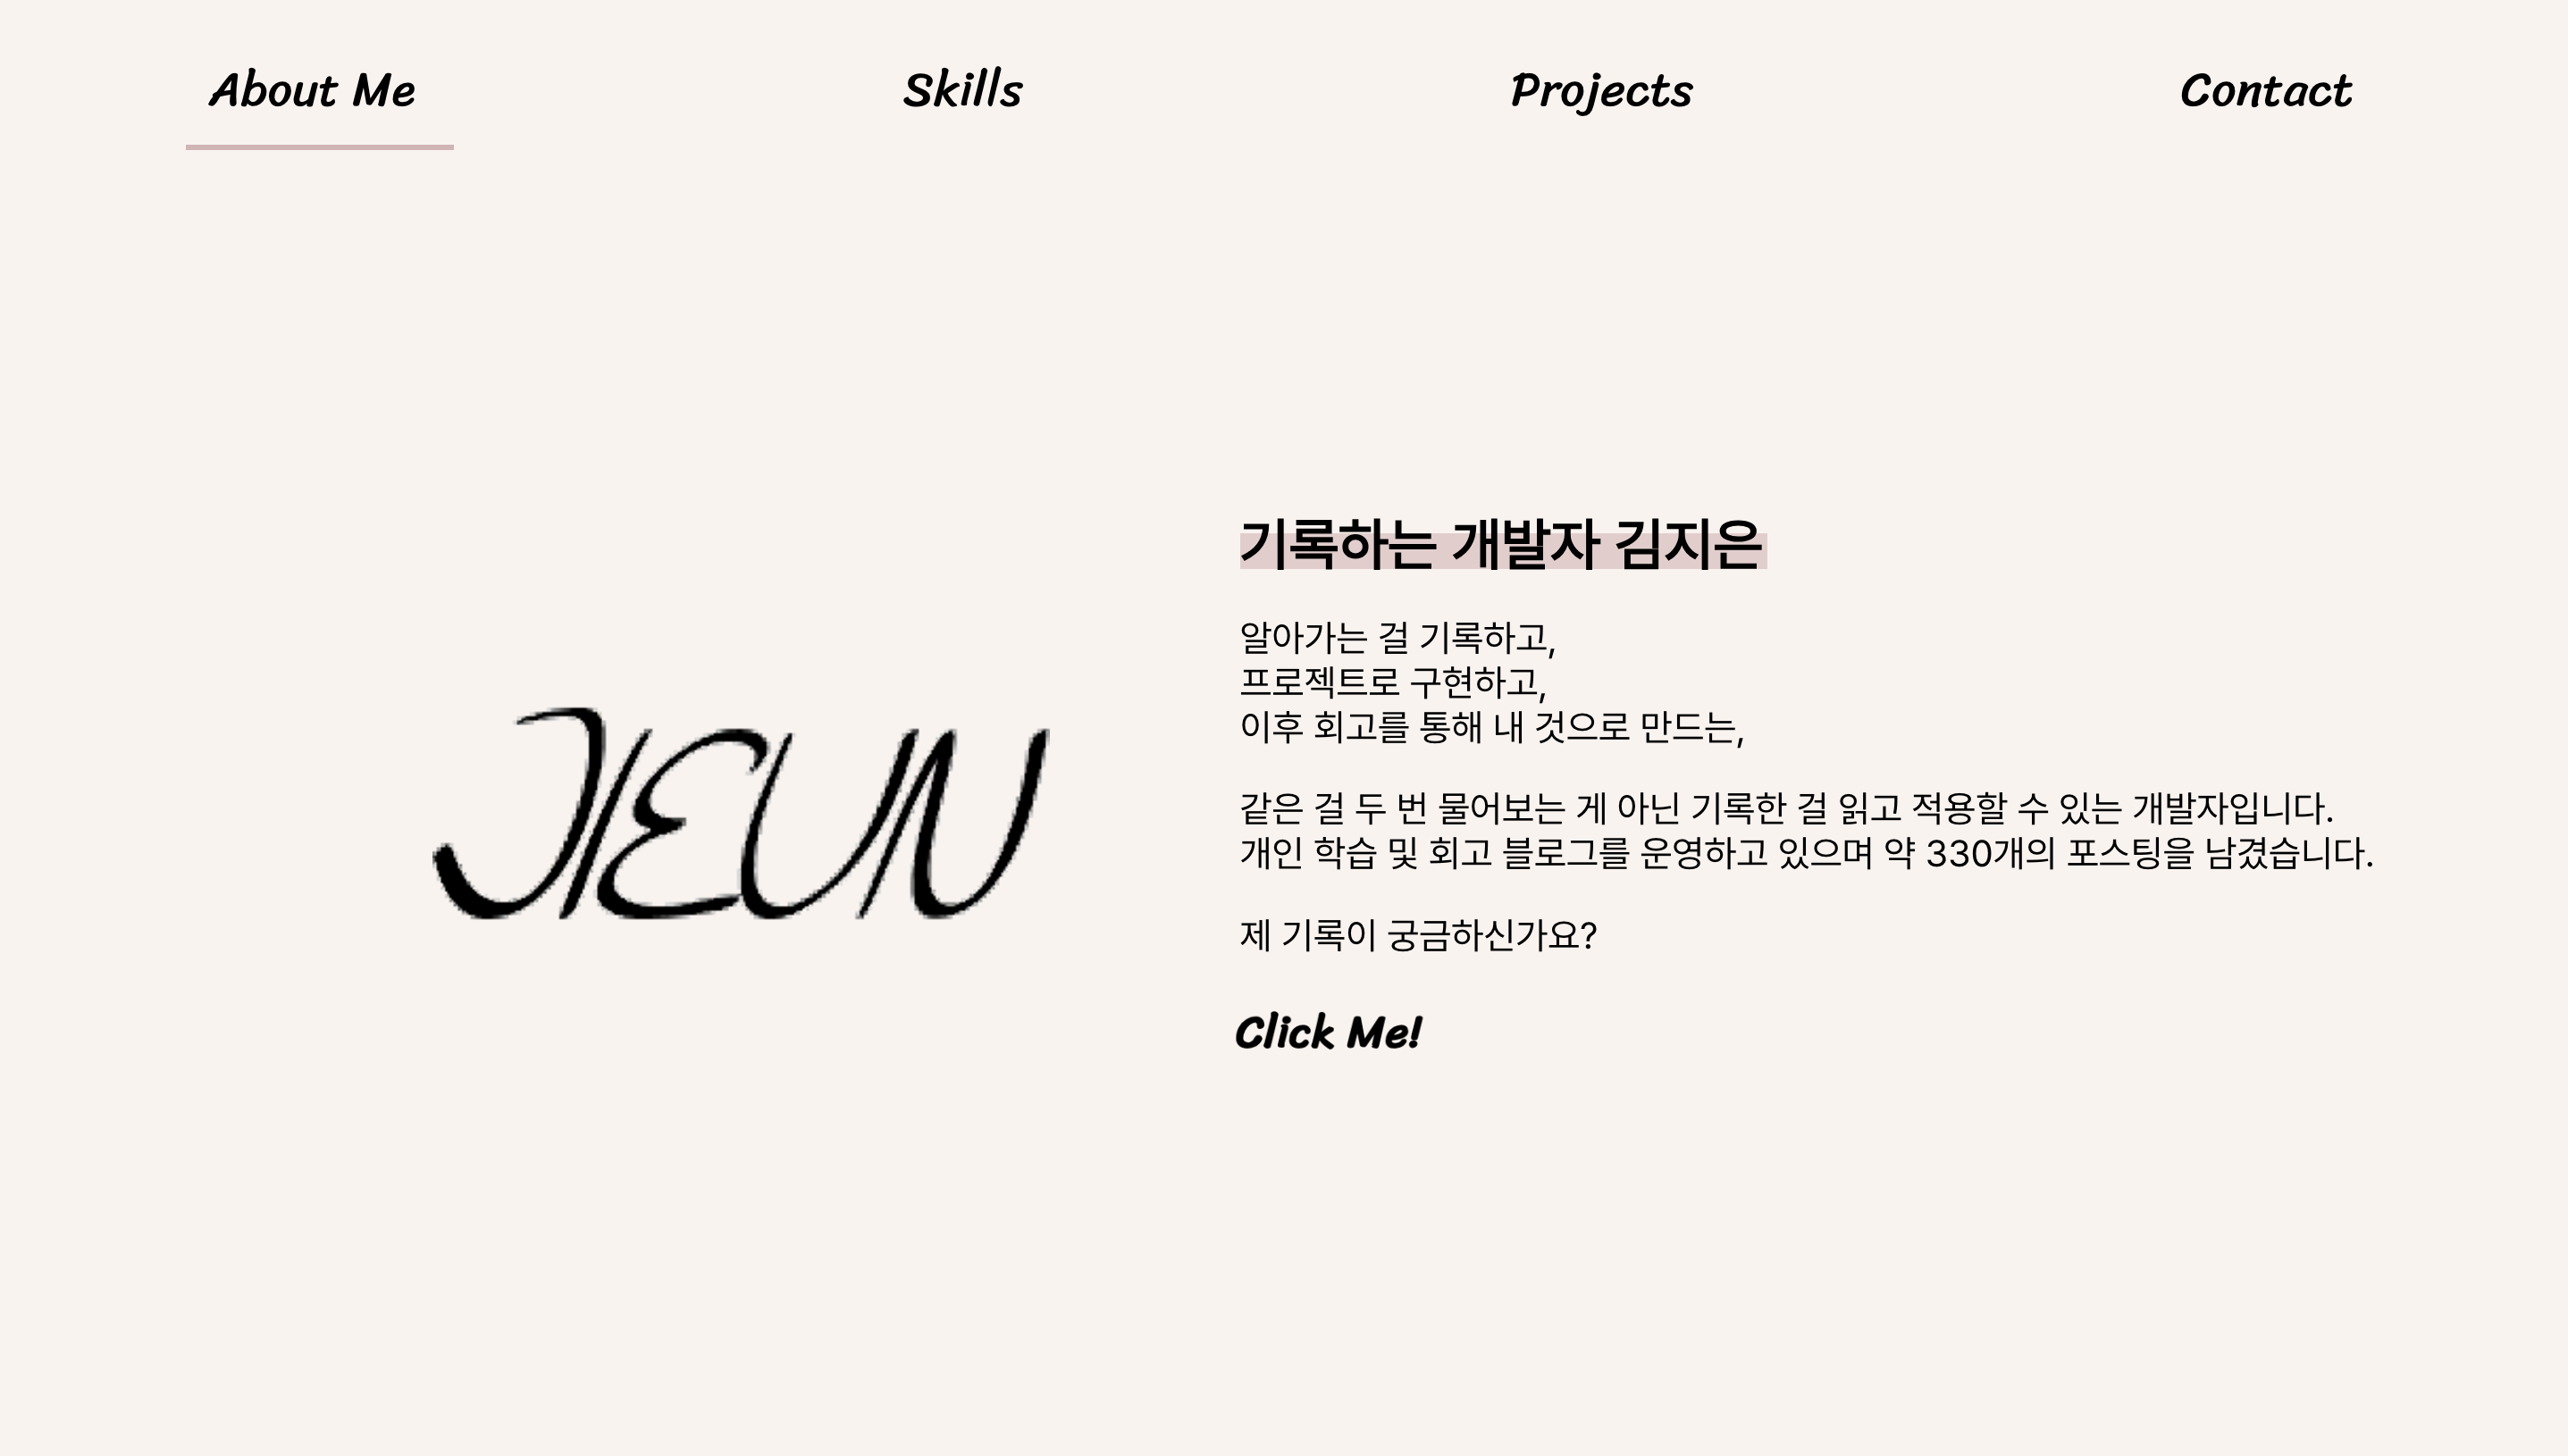 About Me
Skills
Projects
Contact
JIEUN
기록하는 개발자 김지은
알아가는 걸 기록하고,
프로젝트로 구현하고,
이후 회고를 통해 내 것으로 만드는,
같은 걸 두 번 물어보는 게 아닌 기록한 걸 읽고 적용할 수 있는 개발자입니다.
개인 학습 및 회고 블로그를 운영하고 있으며 약 330개의 포스팅을 남겼습니다.
제 기록이 궁금하신가요?
Click Me!